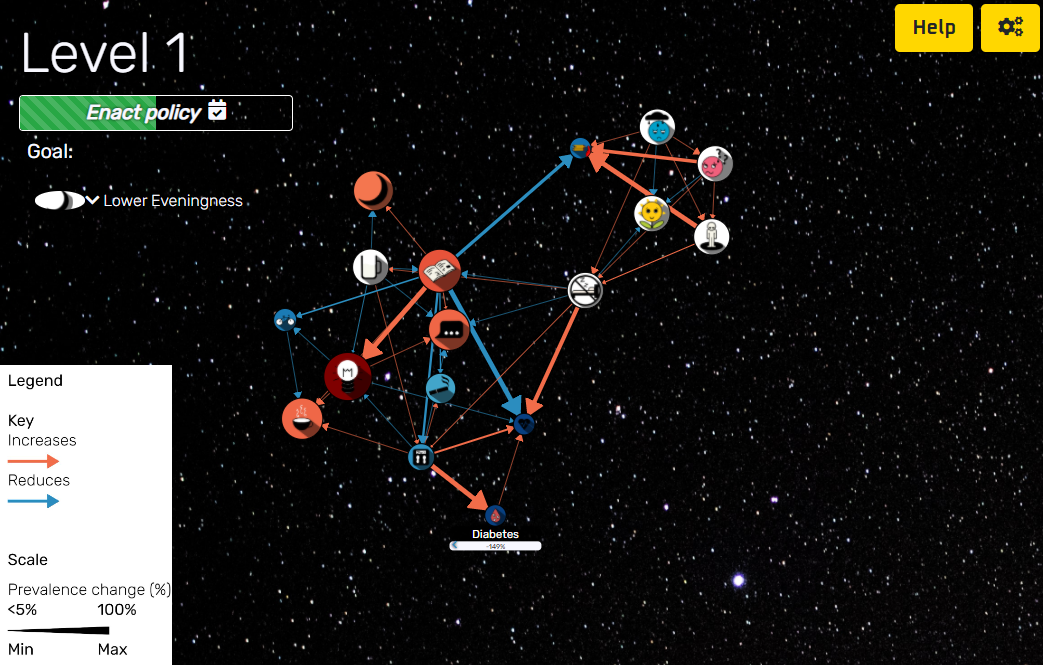 Level 1
Help
Enact policy
Goal:
Lower Eveningness
Legend
Key
Increases
Reduces
Scale
Prevalence change (%)
<5% 100%
Min Max
Diabetes
-149%